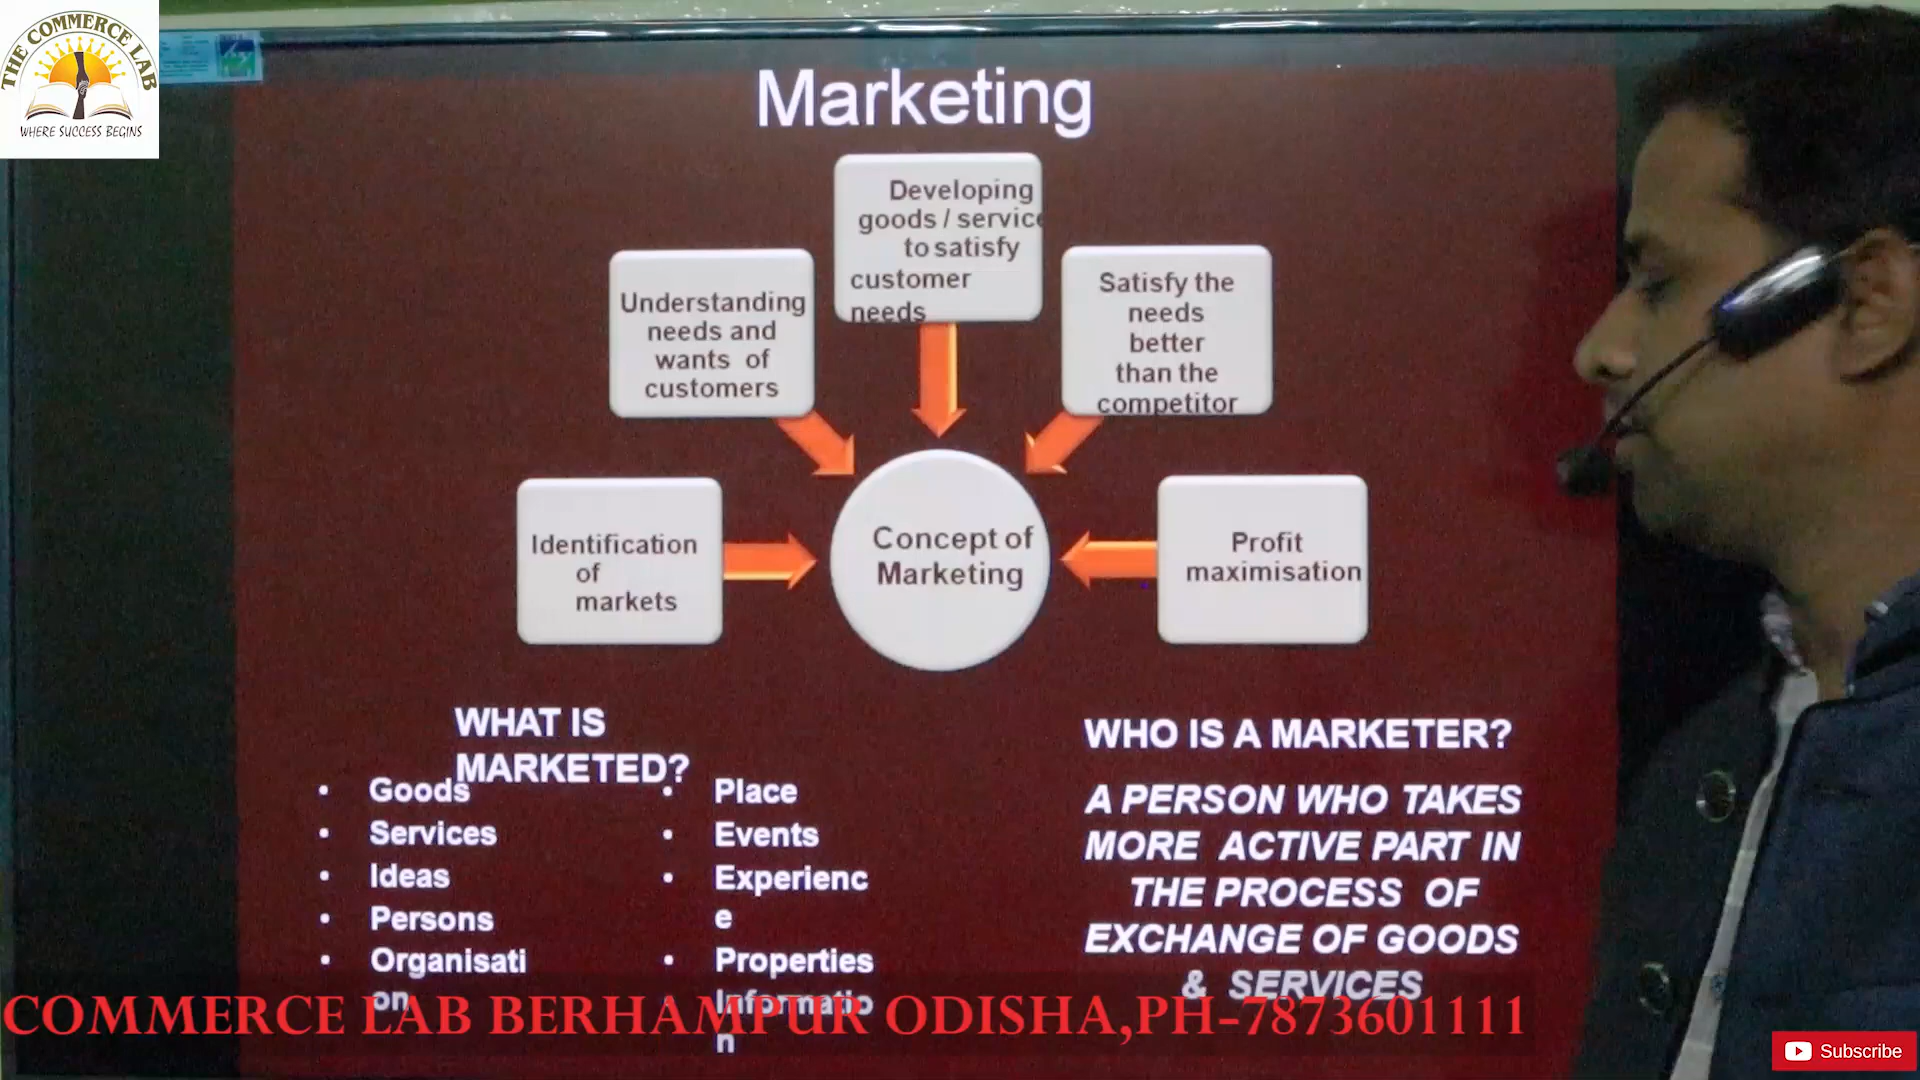 THE COMMERCE LAB
WHERE SUCCESS BEGINS
Marketing
Developing
goods / service
to satisfy
customer
needs
Understanding
needs and
wants of
customers
Satisfy the
needs
better
than the
competitor
Identification
of
markets
Concept of
Marketing
Profit
maximisation
WHAT IS
MARKETED?
• Goods
• Services
• Ideas
• Persons
• Organisati
on
• Place
• Events
• Experienc
e
• Properties
• Informatio
n
WHO IS A MARKETER?
A PERSON WHO TAKES
MORE ACTIVE PART IN
THE PROCESS OF
EXCHANGE OF GOODS
& SERVICES
COMMERCE LAB BERHAMPUR ODISHA,PH-7873601111
Subscribe